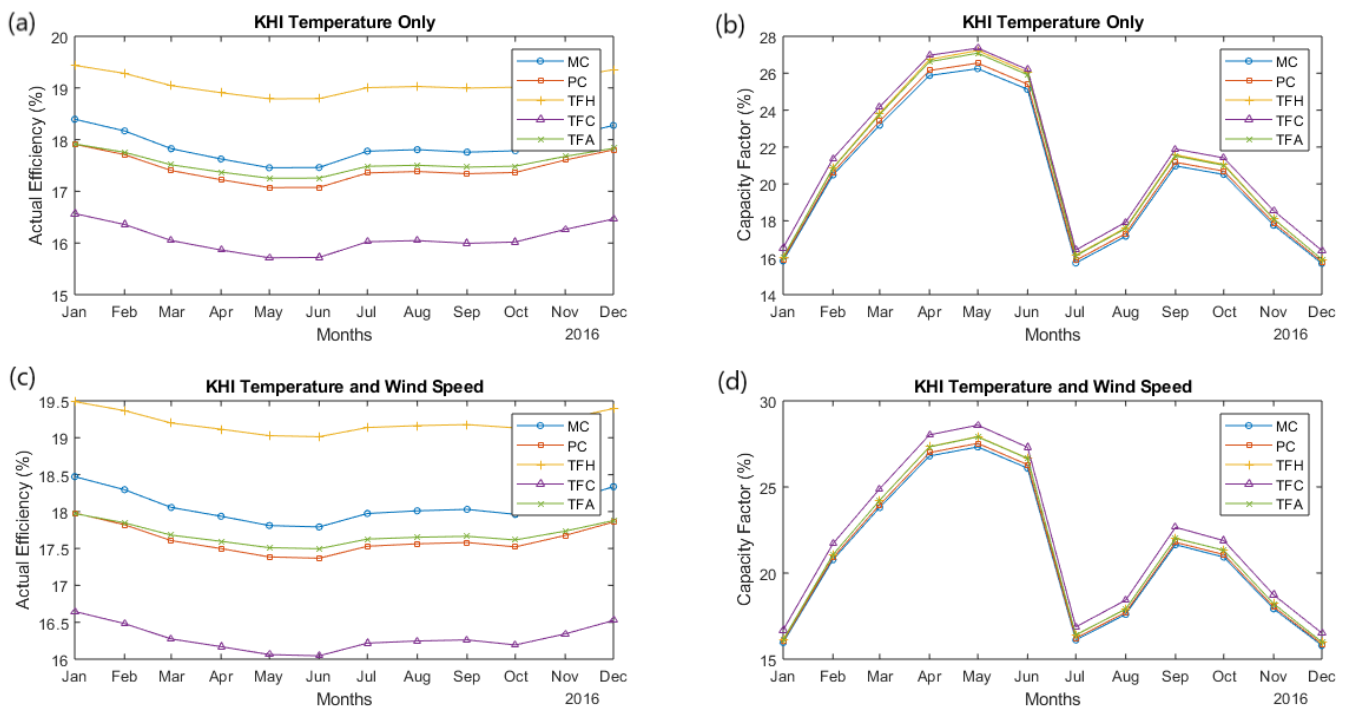 (a)
KHI Temperature Only
Actual Efficiency (%)
20
19
18
17
16
15
MC
PC
TFH
TFC
TFA
Jan Feb Mar Apr May Jun Jul Aug Sep Oct Nov Dec
Months
2016
(b)
KHI Temperature Only
Capacity Factor (%)
28
26
24
22
20
18
16
14
MC
PC
TFH
TFC
TFA
Jan Feb Mar Apr May Jun Jul Aug Sep Oct Nov Dec
Months
2016
(c)
KHI Temperature and Wind Speed
Actual Efficiency (%)
19.5
19
18.5
18
17.5
17
16.5
16
MC
PC
TFH
TFC
TFA
Jan Feb Mar Apr May Jun Jul Aug Sep Oct Nov Dec
Months
2016
(d)
KHI Temperature and Wind Speed
Capacity Factor (%)
30
25
20
15
MC
PC
TFH
TFC
TFA
Jan Feb Mar Apr May Jun Jul Aug Sep Oct Nov Dec
Months
2016